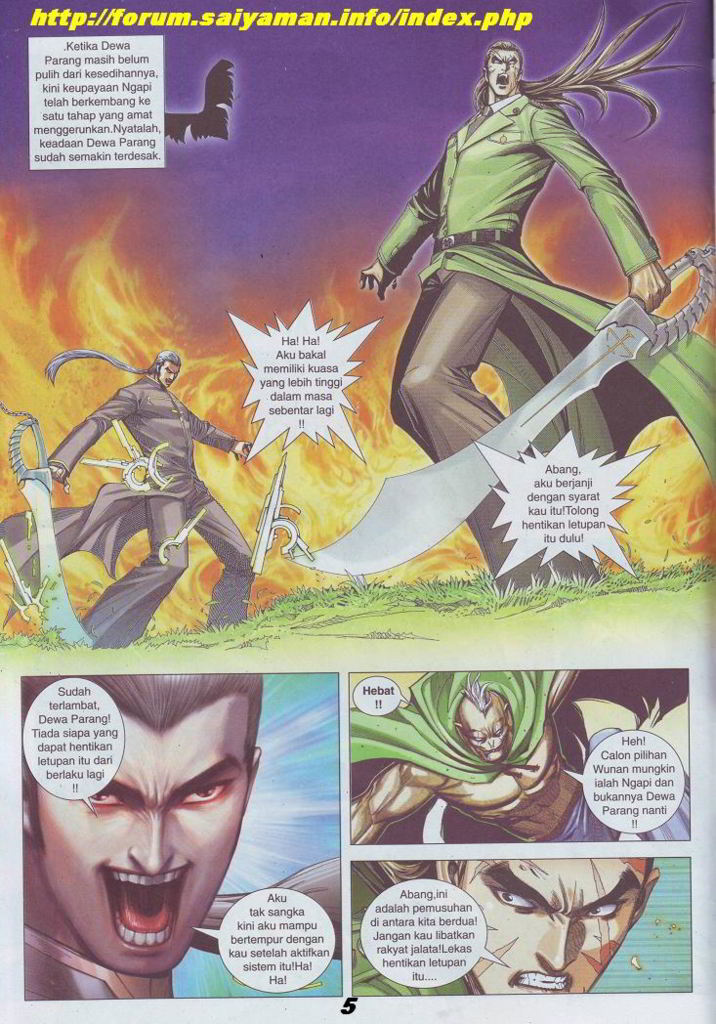 http://forum.saiyaman.info/index.php
.Ketika Dewa
Parang masih belum
pulih dari kesedihannya,
kini keupayaan Ngapi
telah berkembang ke
satu tahap yang amat
menggerunkan.Nyatalah,
keadaan Dewa Parang
sudah semakin terdesak.
Ha! Ha!
Aku bakal
memiliki kuasa
yang lebih tinggi
dalam masa
sebentar lagi
!!
Abang,
aku berjanji
dengan syarat
kau itu!Tolong
hentikan letupan
itu dulu!
Sudah
terlambat,
Dewa Parang!
Tiada siapa yang
dapat hentikan
letupan itu dari
berlaku lagi
!!
Aku
tak sangka
kini aku mampu
bertempur dengan
kau setelah aktifkan
sistem itu!Ha!
Ha!
Hebat
!!
Heh!
Calon pilihan
Wunan mungkin
ialah Ngapi dan
bukannya Dewa
Parang nanti
!!
Abang,ini
adalah pemusuhan
di antara kita berdua!
Jangan kau libatkan
rakyat jalata!Lekas
hentikan letupan
itu....
5